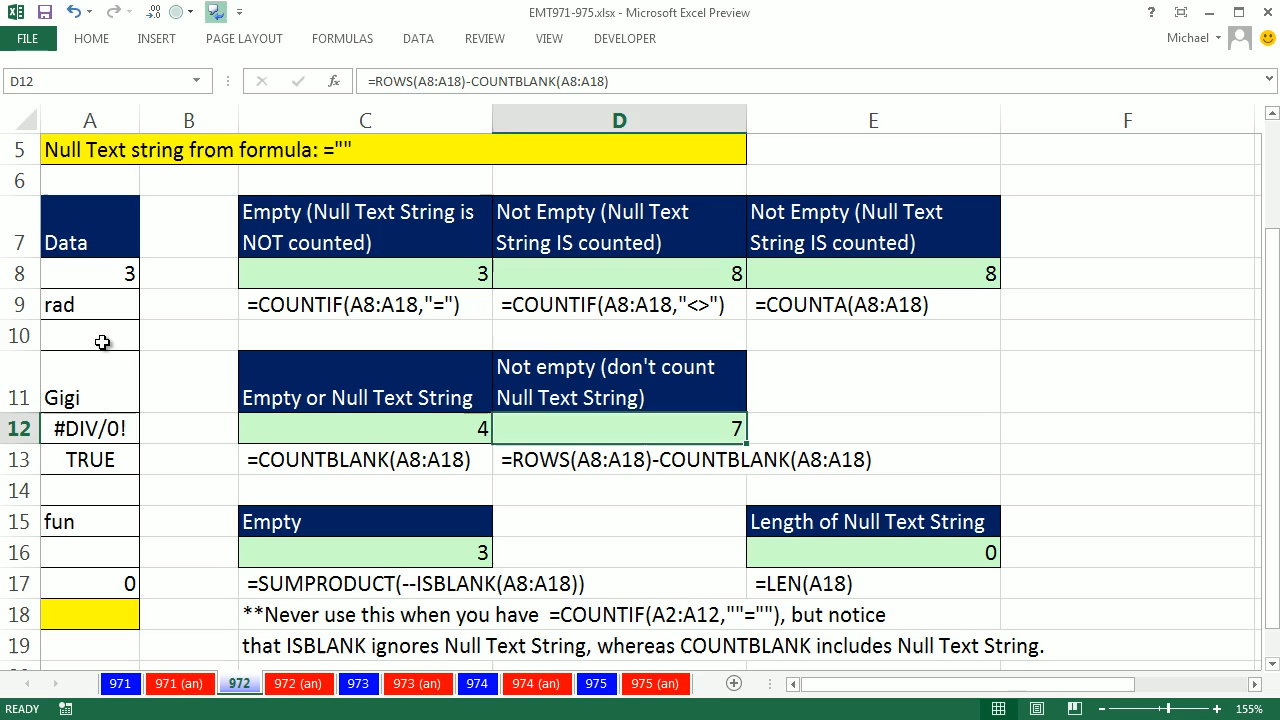 EMT971-975.xlsx - Microsoft Excel Preview
FILE HOME INSERT PAGE LAYOUT FORMULAS DATA REVIEW VIEW DEVELOPER Michael
D12 fx =ROWS(A8:A18)-COUNTBLANK(A8:A18)
A B C D E F
5 Null Text string from formula: =""
6
Empty (Null Text String is Not Empty (Null Text Not Empty (Null Text
7 Data NOT counted) String IS counted) String IS counted)
8 3 3 8 8
9 rad =COUNTIF(A8:A18,"=") =COUNTIF(A8:A18,"<>") =COUNTA(A8:A18)
10
Not empty (don't count
11 Gigi Empty or Null Text String Null Text String)
12 #DIV/0! 4 7
13 TRUE =COUNTBLANK(A8:A18) =ROWS(A8:A18)-COUNTBLANK(A8:A18)
14
15 fun Empty Length of Null Text String
16 3 0
17 0 =SUMPRODUCT(--ISBLANK(A8:A18)) =LEN(A18)
18 **Never use this when you have =COUNTIF(A2:A12,""=""), but notice
19 that ISBLANK ignores Null Text String, whereas COUNTBLANK includes Null Text String.
971 971 (an) 972 972 (an) 973 973 (an) 974 974 (an) 975 975 (an)
READY 155%